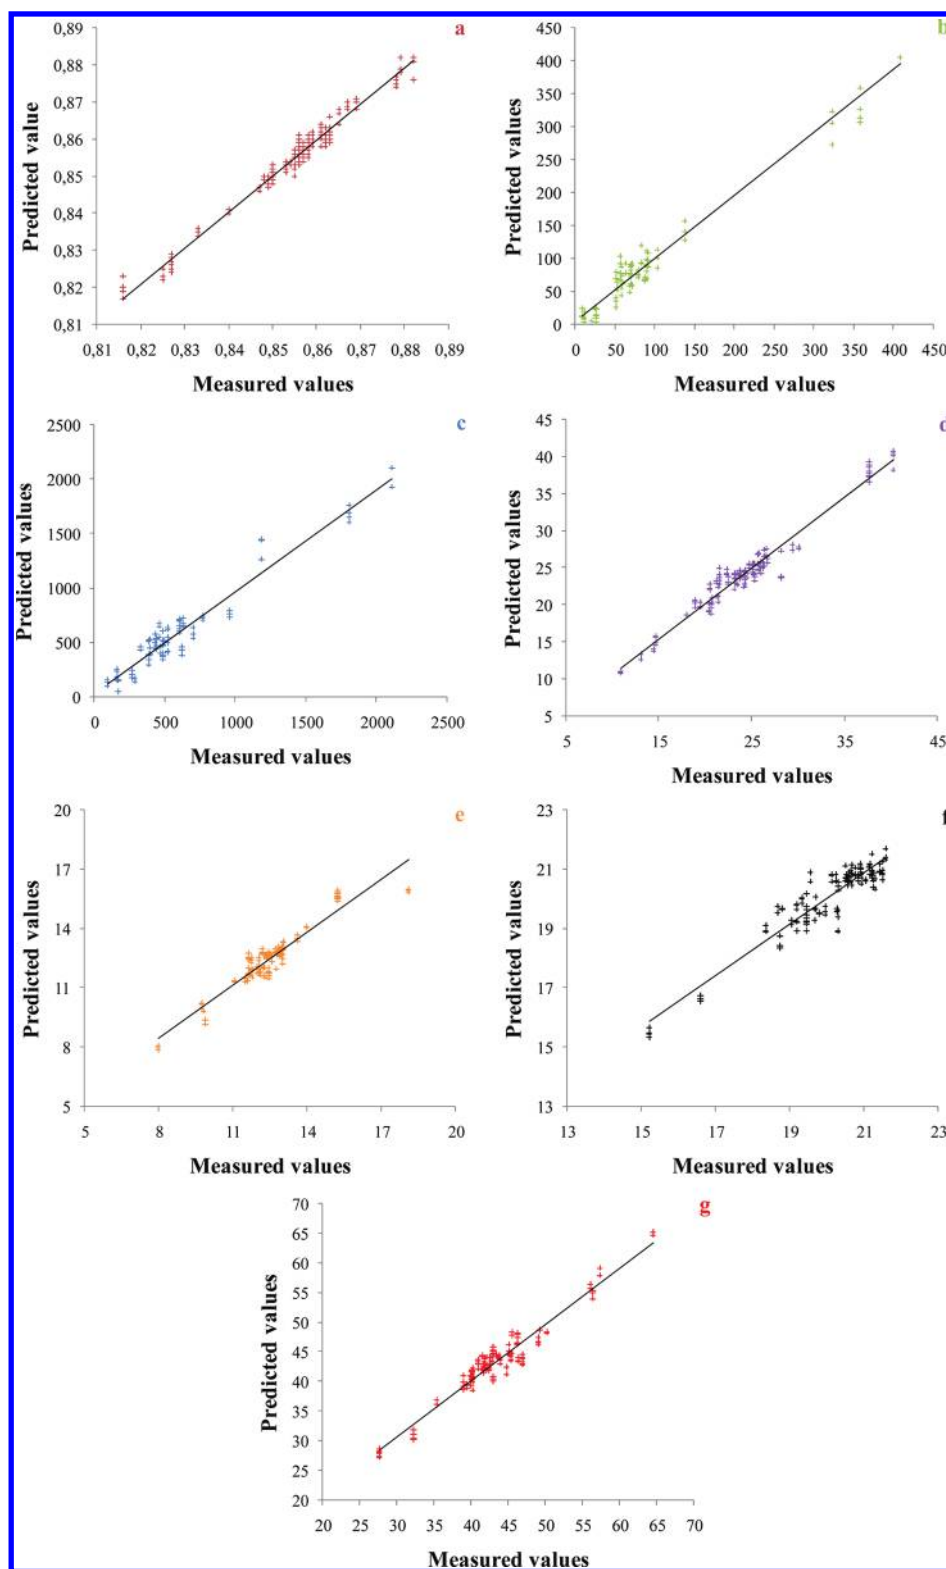 a
0,89
0,88
0,87
0,86
0,85
0,84
0,83
0,82
0,81
Predicted value
0,81 0,82 0,83 0,84 0,85 0,86 0,87 0,88 0,89
Measured values
b
450
400
350
300
250
200
150
100
50
0
Predicted values
0 50 100 150 200 250 300 350 400 450
Measured values
c
2500
2000
1500
1000
500
0
Predicted values
0 500 1000 1500 2000 2500
Measured values
d
45
40
35
30
25
20
15
10
5
Predicted values
5 15 25 35 45
Measured values
e
20
17
14
11
8
5
Predicted values
5 8 11 14 17 20
Measured values
f
23
21
19
17
15
13
Predicted values
13 15 17 19 21 23
Measured values
g
70
65
60
55
50
45
40
35
30
25
20
Predicted values
20 25 30 35 40 45 50 55 60 65 70
Measured values